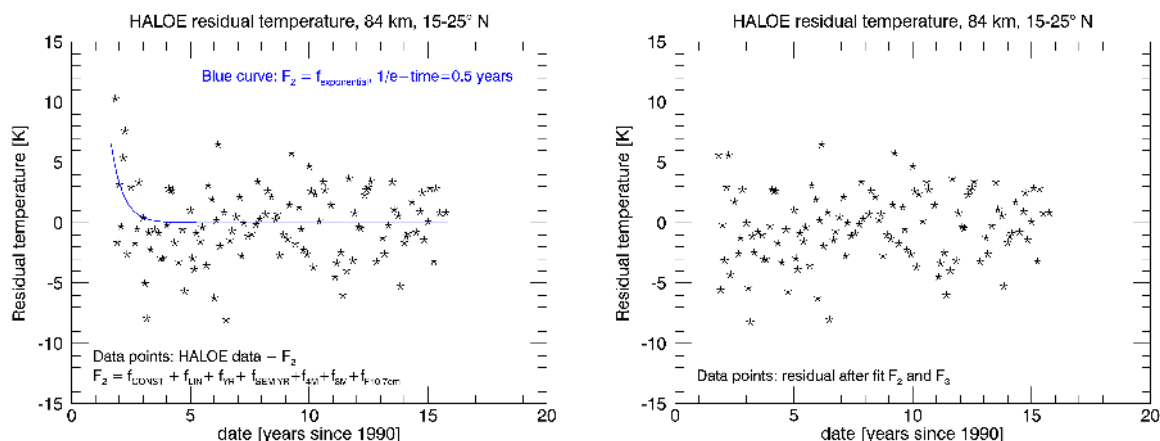 HALOE residual temperature, 84 km, 15-25° N
Blue curve: F₂ = f_exponential, 1/e−time=0.5 years
Data points: HALOE data − F₂
F₂ = f_CONST + f_LIN + f_YR + f_SEMIYR + f_4M + f_3M + f_F10.7cm
Residual temperature [K]
15
10
5
0
-5
-10
-15
0
5
10
15
20
date [years since 1990]
HALOE residual temperature, 84 km, 15-25° N
Data points: residual after fit F₂ and F₃
Residual temperature [K]
15
10
5
0
-5
-10
-15
0
5
10
15
20
date [years since 1990]